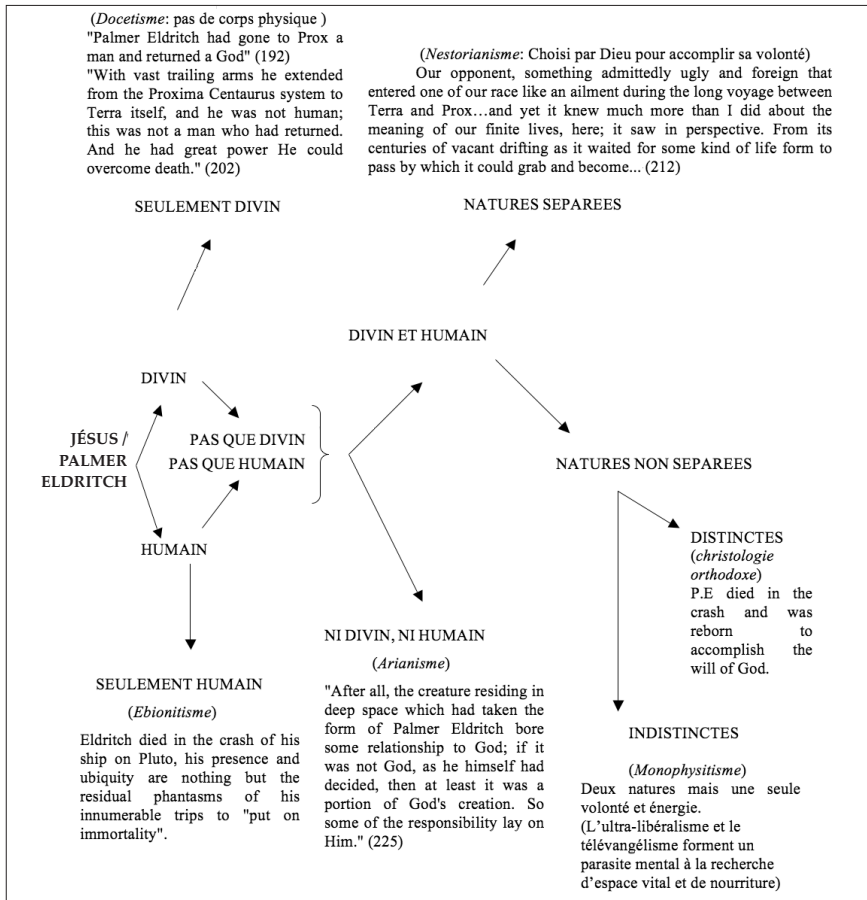 (Docetisme: pas de corps physique )
"Palmer Eldritch had gone to Prox a
man and returned a God" (192)
"With vast trailing arms he extended
from the Proxima Centaurus system to
Terra itself, and he was not human;
this was not a man who had returned.
And he had great power He could
overcome death." (202)
SEULEMENT DIVIN
(Nestorianisme: Choisi par Dieu pour accomplir sa volonté)
Our opponent, something admittedly ugly and foreign that
entered one of our race like an ailment during the long voyage between
Terra and Prox…and yet it knew much more than I did about the
meaning of our finite lives, here; it saw in perspective. From its
centuries of vacant drifting as it waited for some kind of life form to
pass by which it could grab and become... (212)
NATURES SEPAREES
DIVIN ET HUMAIN
DIVIN
JÉSUS /
PALMER
ELDRITCH
PAS QUE DIVIN
PAS QUE HUMAIN
HUMAIN
NATURES NON SEPAREES
DISTINCTES
(christologie
orthodoxe)
P.E died in the
crash and was
reborn to
accomplish the
will of God.
SEULEMENT HUMAIN
(Ebionitisme)
Eldritch died in the crash of his
ship on Pluto, his presence and
ubiquity are nothing but the
residual phantasms of his
innumerable trips to "put on
immortality".
NI DIVIN, NI HUMAIN
(Arianisme)
"After all, the creature residing in
deep space which had taken the
form of Palmer Eldritch bore
some relationship to God; if it
was not God, as he himself had
decided, then at least it was a
portion of God's creation. So
some of the responsibility lay on
Him." (225)
INDISTINCTES
(Monophysitisme)
Deux natures mais une seule
volonté et énergie.
(L'ultra-libéralisme et le
télévangélisme forment un
parasite mental à la recherche
d'espace vital et de nourriture)